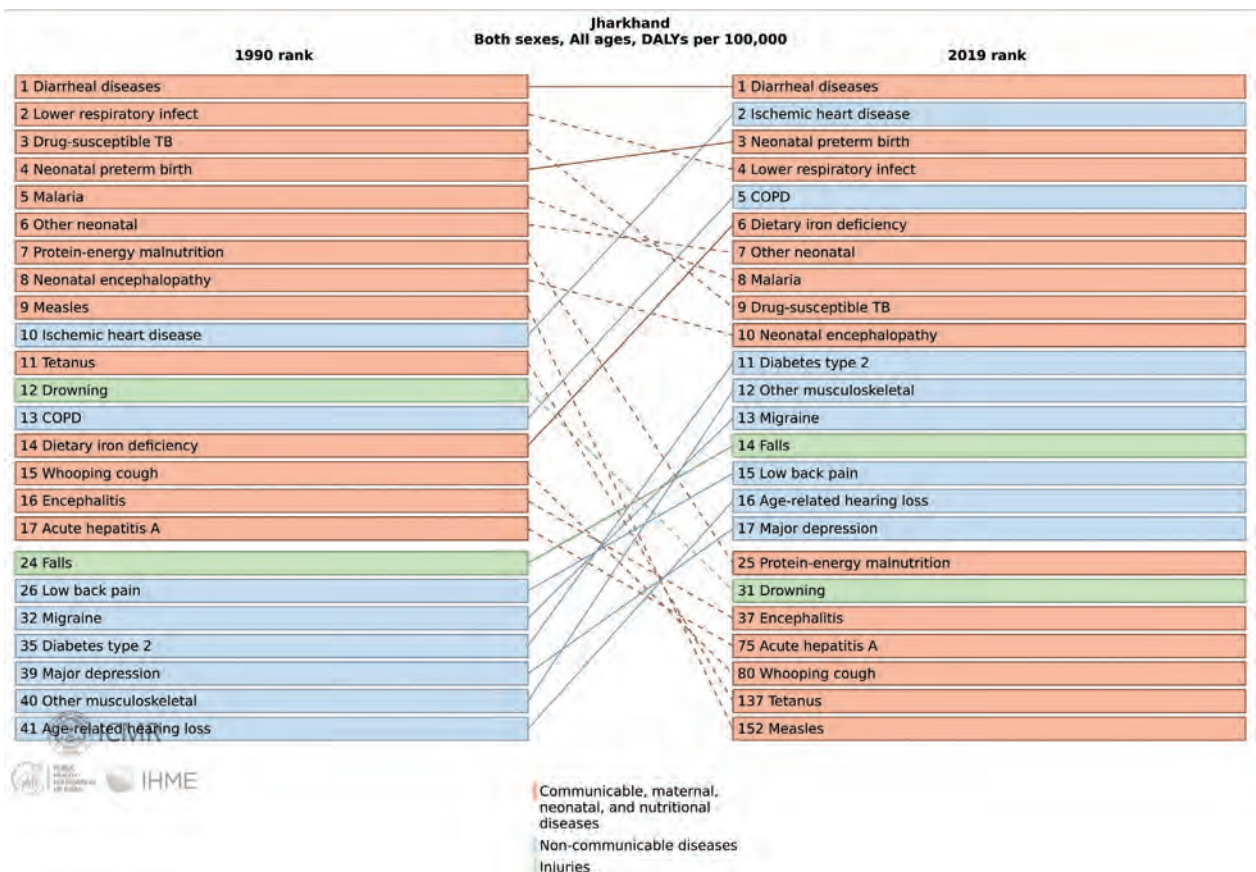 Jharkhand
Both sexes, All ages, DALYs per 100,000
1990 rank
2019 rank
1 Diarrheal diseases
2 Lower respiratory infect
3 Drug-susceptible TB
4 Neonatal preterm birth
5 Malaria
6 Other neonatal
7 Protein-energy malnutrition
8 Neonatal encephalopathy
9 Measles
10 Ischemic heart disease
11 Tetanus
12 Drowning
13 COPD
14 Dietary iron deficiency
15 Whooping cough
16 Encephalitis
17 Acute hepatitis A
24 Falls
26 Low back pain
32 Migraine
35 Diabetes type 2
39 Major depression
40 Other musculoskeletal
41 Age-related hearing loss
1 Diarrheal diseases
2 Ischemic heart disease
3 Neonatal preterm birth
4 Lower respiratory infect
5 COPD
6 Dietary iron deficiency
7 Other neonatal
8 Malaria
9 Drug-susceptible TB
10 Neonatal encephalopathy
11 Diabetes type 2
12 Other musculoskeletal
13 Migraine
14 Falls
15 Low back pain
16 Age-related hearing loss
17 Major depression
25 Protein-energy malnutrition
31 Drowning
37 Encephalitis
75 Acute hepatitis A
80 Whooping cough
137 Tetanus
152 Measles
ICMR
IHME
Communicable, maternal,
neonatal, and nutritional
diseases
Non-communicable diseases
Injuries